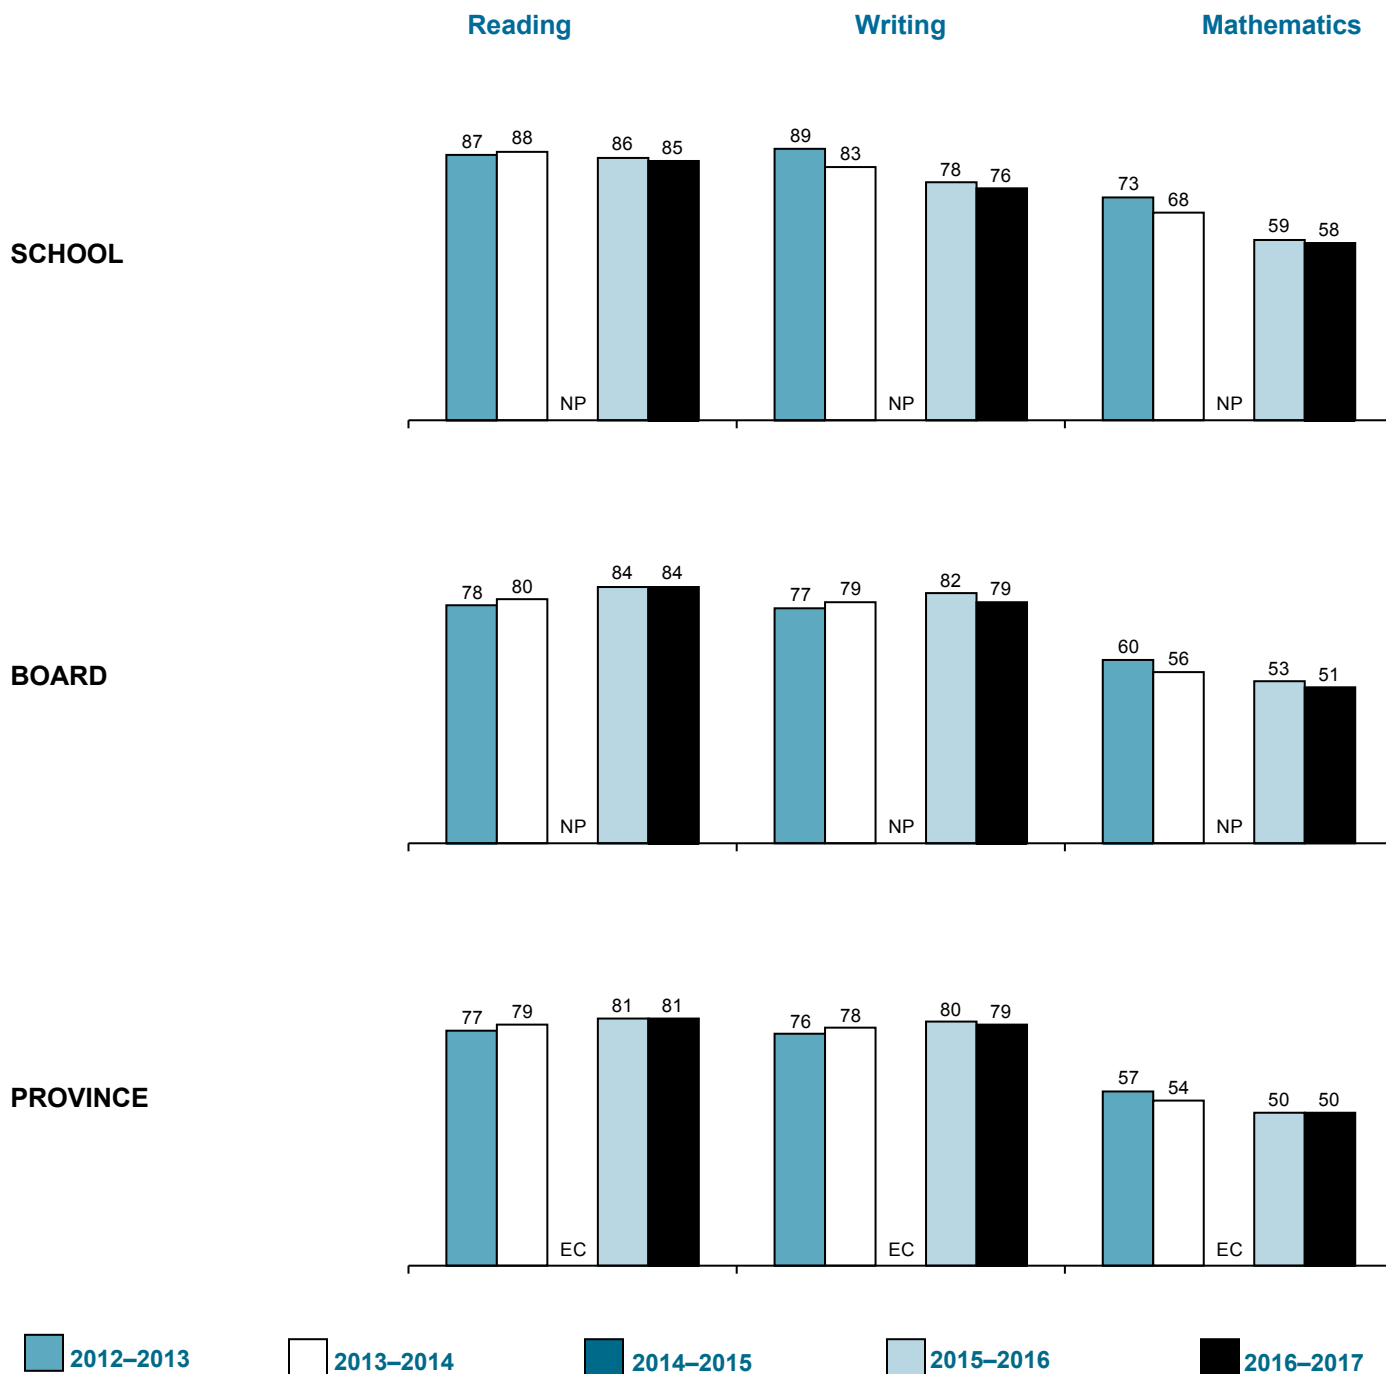 Reading Writing Mathematics
SCHOOL
87 88 NP 86 85 89 83 NP 78 76 73 68 NP 59 58
BOARD
78 80 NP 84 84 77 79 NP 82 79 60 56 NP 53 51
PROVINCE
77 79 EC 81 81 76 78 EC 80 79 57 54 EC 50 50
2012–2013 2013–2014 2014–2015 2015–2016 2016–2017